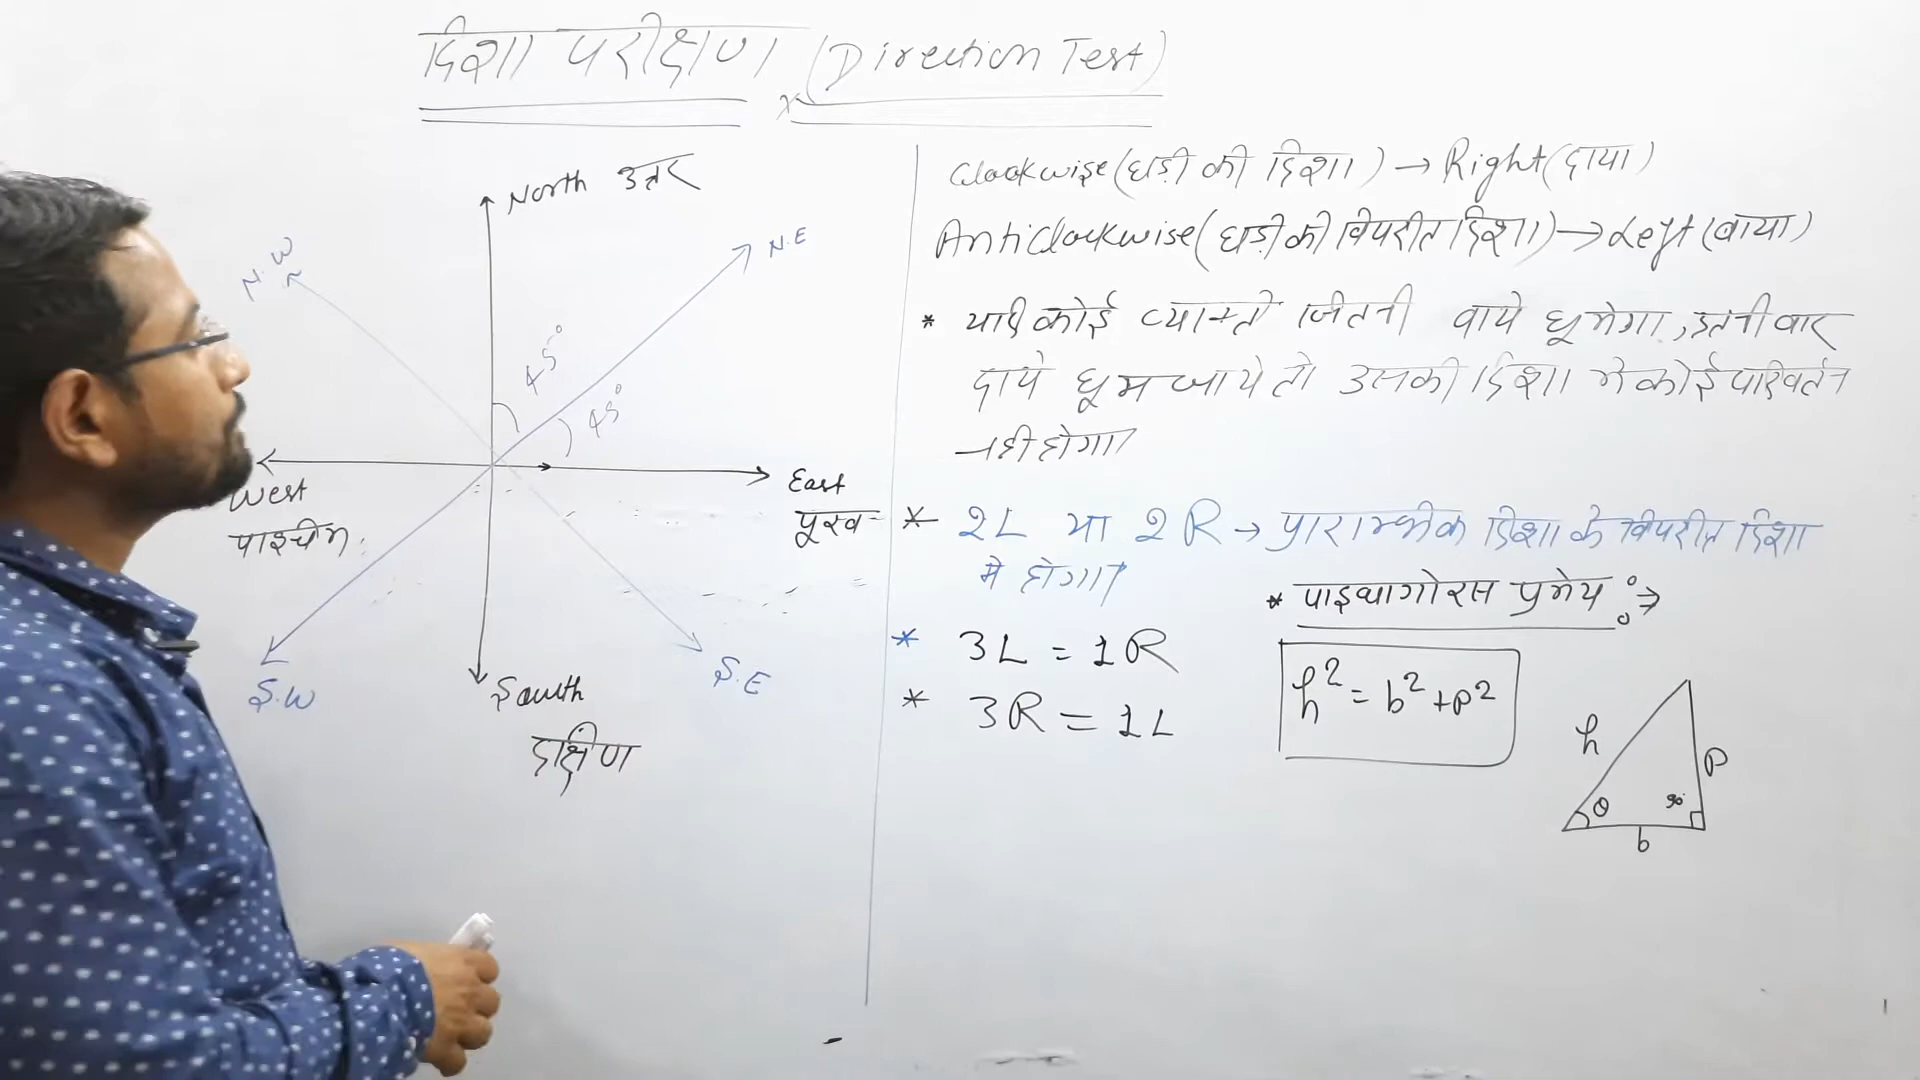 दिशा परीक्षण (Direction Test)
North उत्तर
N.W
N.E
45°
45°
West
पश्चिम
East
पूरव
S.W
South
दक्षिण
S.E
Clockwise (घड़ी की दिशा) → Right (दाया)
Anticlockwise (घड़ी की विपरीत दिशा) → Left (बाया)
* यदि कोई व्यक्ति जितनी बाये घूमेगा, इतनी बार
दाये घूम जाये तो उसकी दिशा मे कोई परिवर्तन
नही होगा
* 2L या 2R → प्रारम्भीक दिशा के विपरीत दिशा
मे होगा
* 3L = 1R
* 3R = 1L
* पाइथागोरस प्रमेय :→
h² = b² + p²
h
p
θ
90°
b